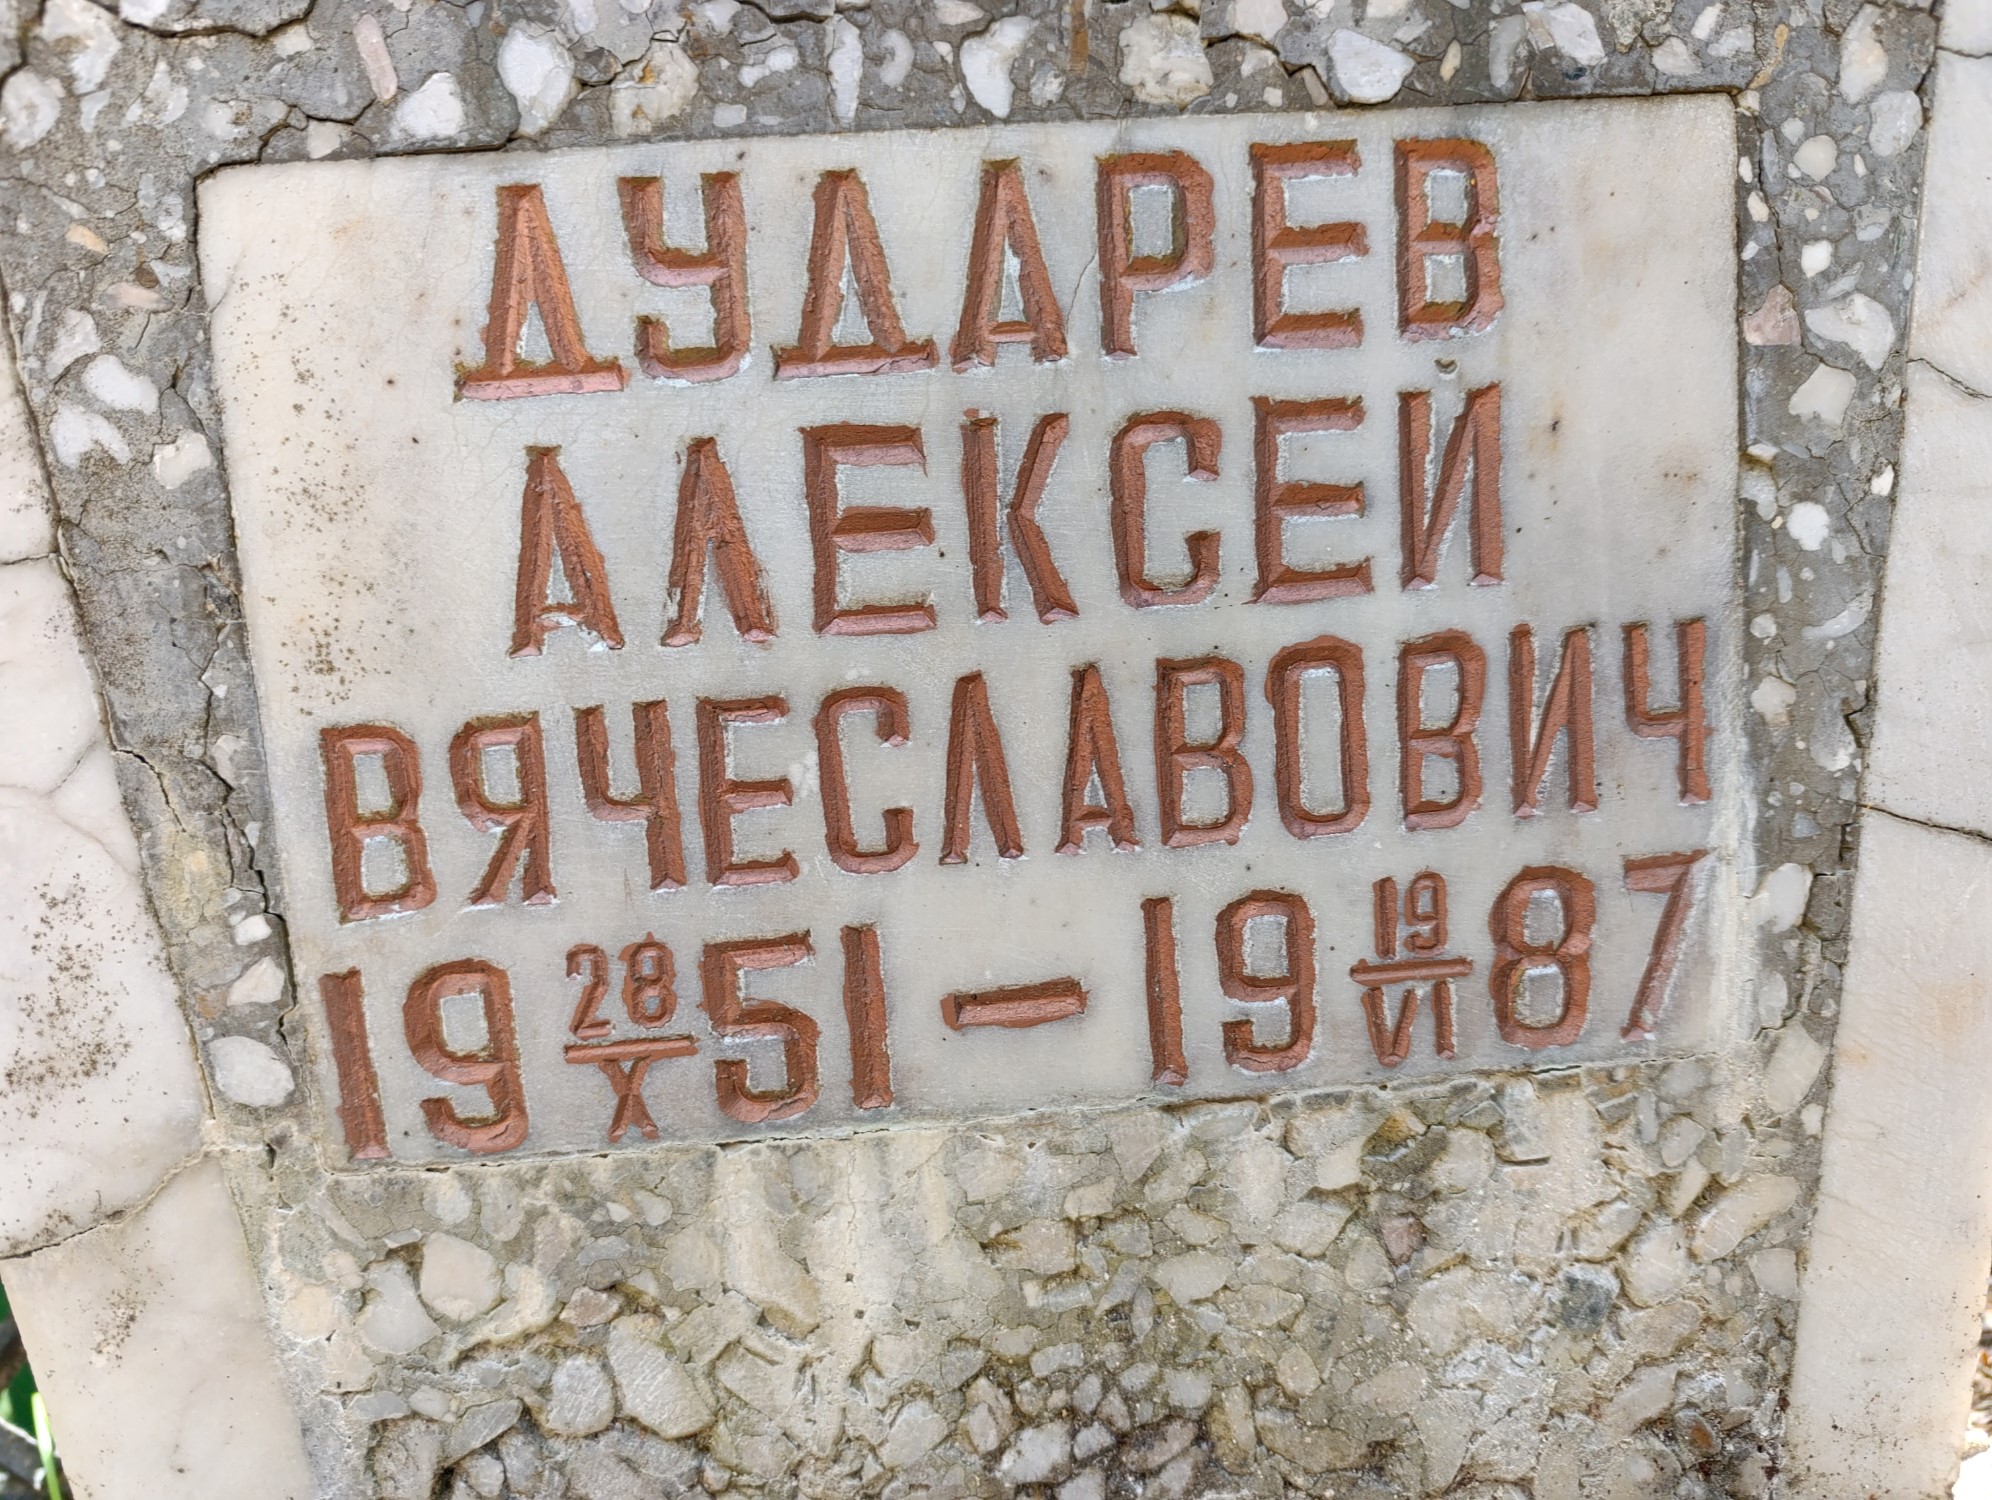 ДУДАРЕВ
АЛЕКСЕЙ
ВЯЧЕСЛАВОВИЧ
19 28/X 51 — 19 19/VI 87